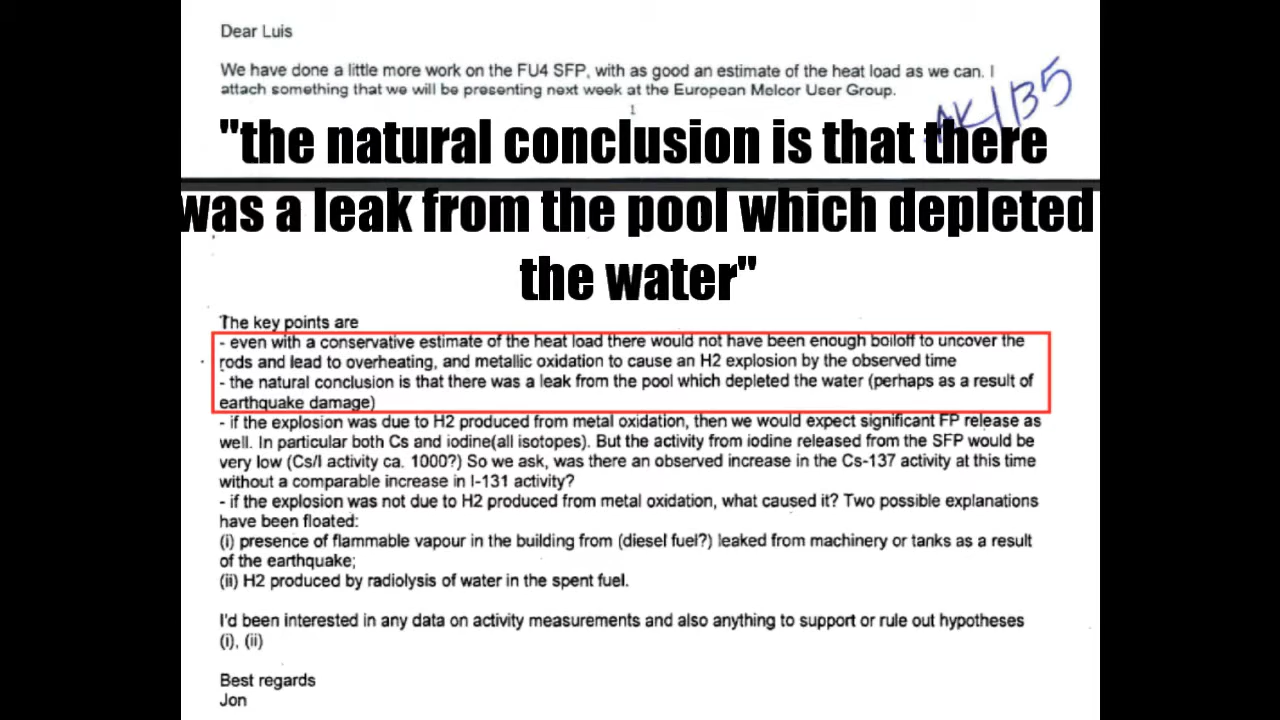 Dear Luis
We have done a little more work on the FU4 SFP, with as good an estimate of the heat load as we can. I
attach something that we will be presenting next week at the European Melcor User Group.
1
AK/B5
"the natural conclusion is that there
was a leak from the pool which depleted
the water"
The key points are
- even with a conservative estimate of the heat load there would not have been enough boiloff to uncover the
rods and lead to overheating, and metallic oxidation to cause an H2 explosion by the observed time
- the natural conclusion is that there was a leak from the pool which depleted the water (perhaps as a result of
earthquake damage)
- if the explosion was due to H2 produced from metal oxidation, then we would expect significant FP release as
well. In particular both Cs and iodine(all isotopes). But the activity from iodine released from the SFP would be
very low (Cs/I activity ca. 1000?) So we ask, was there an observed increase in the Cs-137 activity at this time
without a comparable increase in I-131 activity?
- if the explosion was not due to H2 produced from metal oxidation, what caused it? Two possible explanations
have been floated:
(i) presence of flammable vapour in the building from (diesel fuel?) leaked from machinery or tanks as a result
of the earthquake;
(ii) H2 produced by radiolysis of water in the spent fuel.
I'd been interested in any data on activity measurements and also anything to support or rule out hypotheses
(i), (ii)
Best regards
Jon